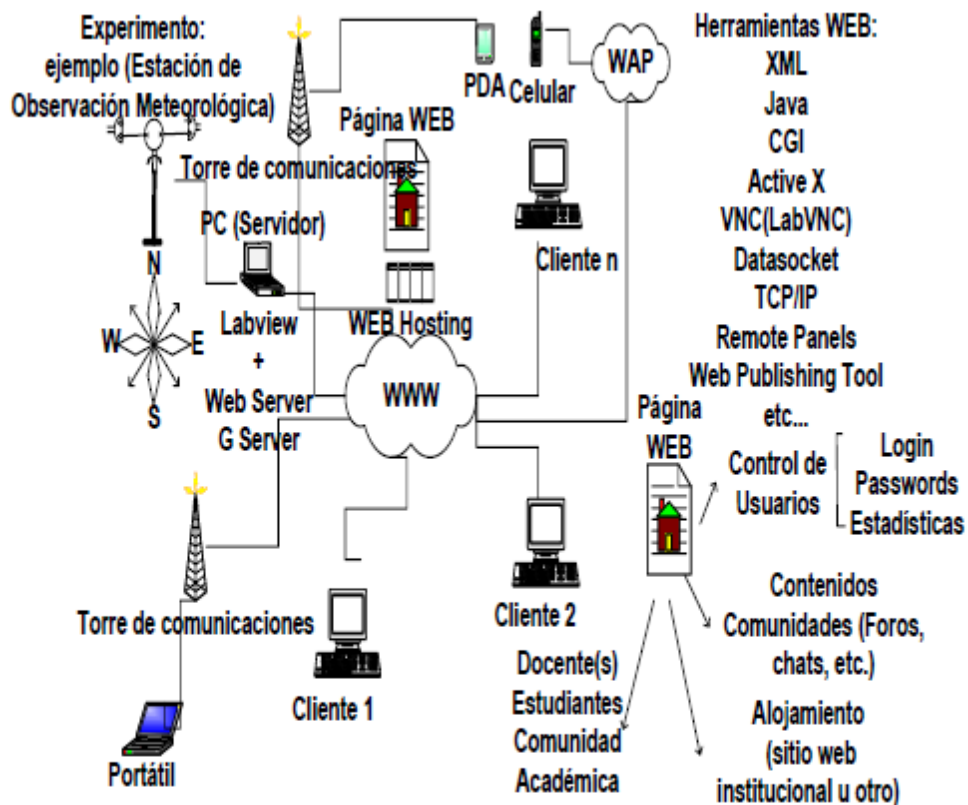 Experimento:
ejemplo (Estación de
Observación Meteorológica)
PDA
Celular
WAP
Página WEB
Torre de comunicaciones
PC (Servidor)
Cliente n
N
W
E
S
Labview
+
Web Server
G Server
WEB Hosting
WWW
Torre de comunicaciones
Portátil
Cliente 1
Cliente 2
Herramientas WEB:
XML
Java
CGI
Active X
VNC(LabVNC)
Datasocket
TCP/IP
Remote Panels
Web Publishing Tool
etc...
Página
WEB
Control de
Usuarios
Login
Passwords
Estadísticas
Contenidos
Comunidades (Foros,
chats, etc.)
Docente(s)
Estudiantes
Comunidad
Académica
Alojamiento
(sitio web
institucional u otro)